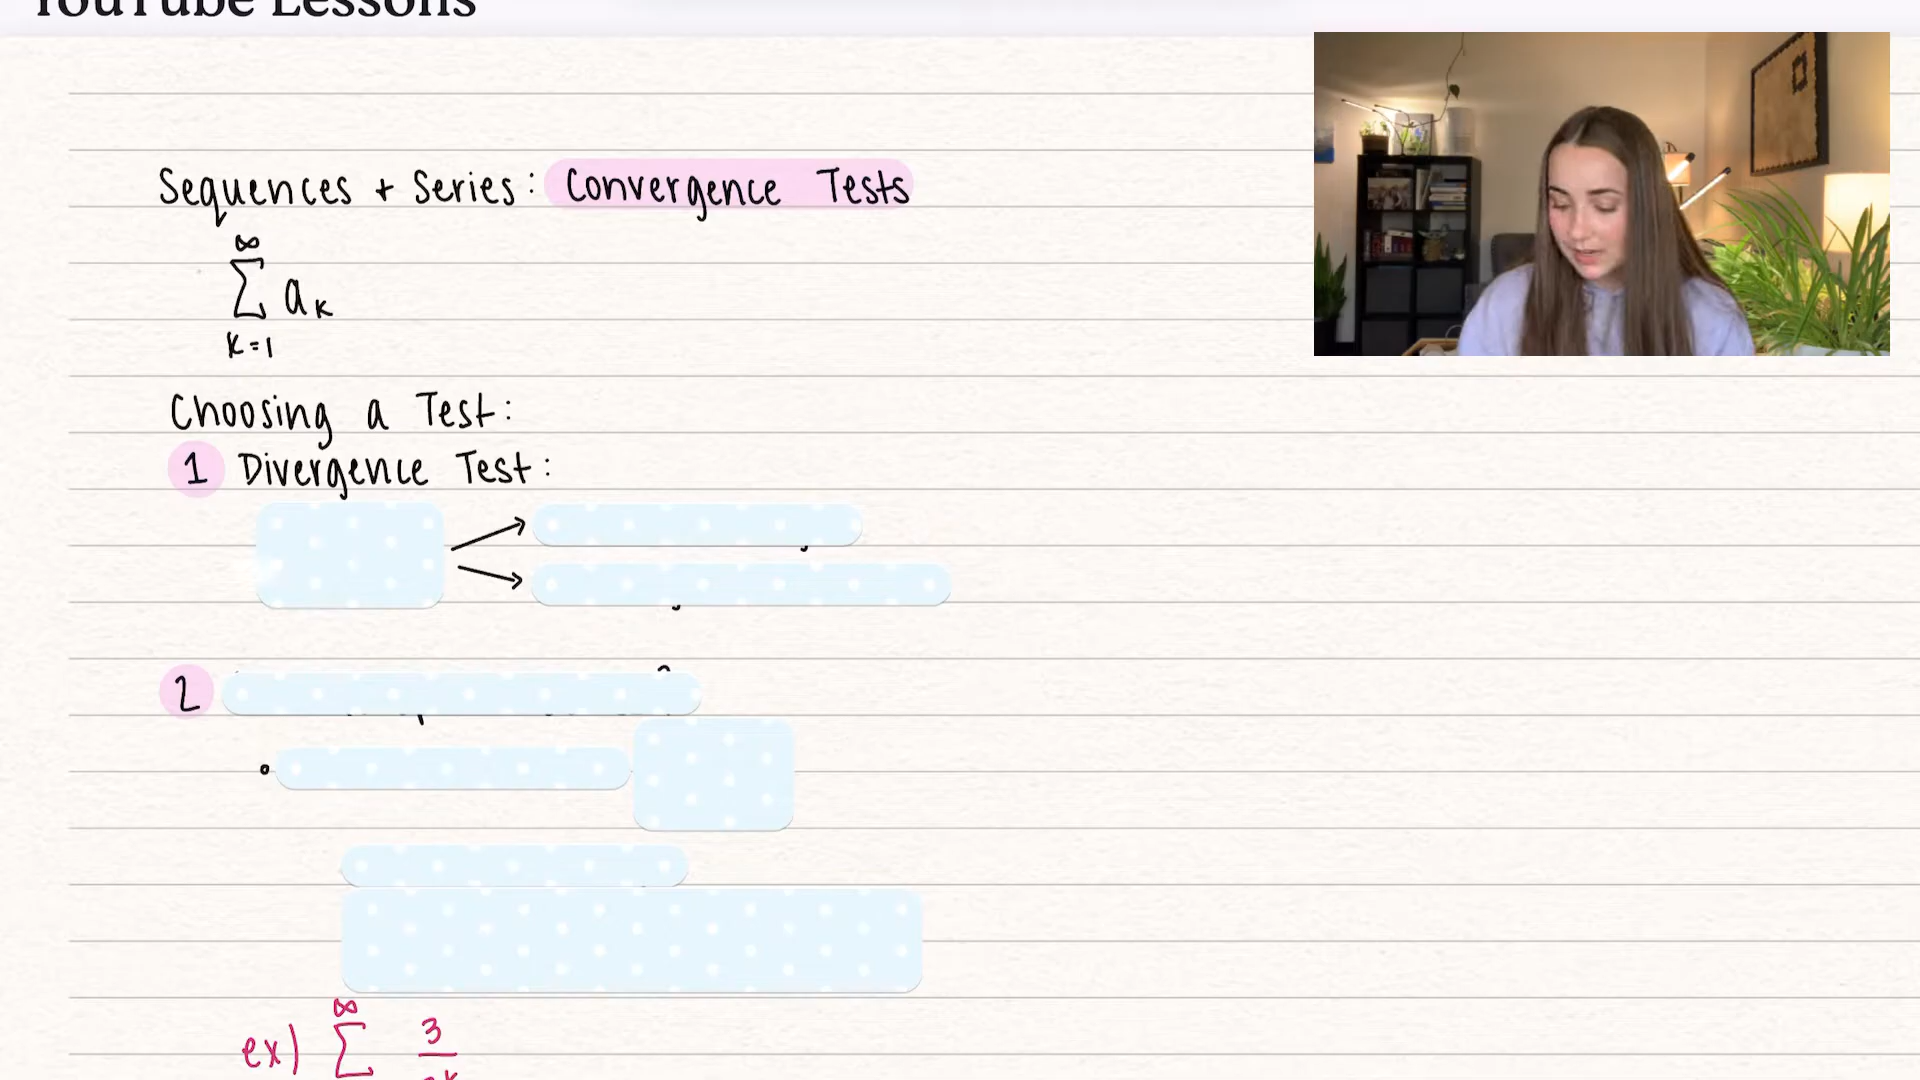 YouTube Lessons
Sequences + Series: Convergence Tests
∞
Σ aₖ
k=1
Choosing a Test:
1 Divergence Test:
2
∞
ex) Σ 3